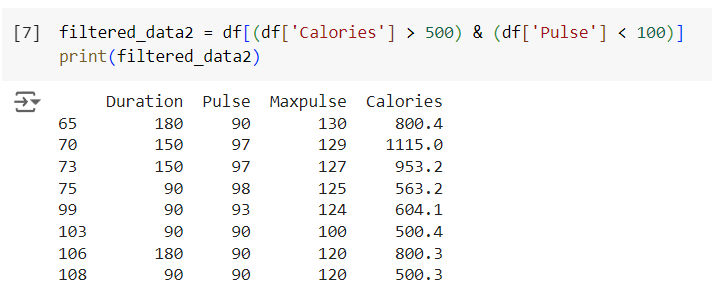 [7] filtered_data2 = df[(df['Calories'] > 500) & (df['Pulse'] < 100)]
print(filtered_data2)
Duration Pulse Maxpulse Calories
65 180 90 130 800.4
70 150 97 129 1115.0
73 150 97 127 953.2
75 90 98 125 563.2
99 90 93 124 604.1
103 90 90 100 500.4
106 180 90 120 800.3
108 90 90 120 500.3